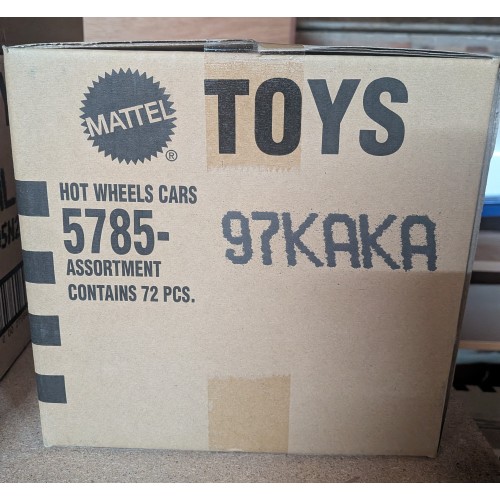 MATTEL ® TOYS
HOT WHEELS CARS
5785- 97KAKA
ASSORTMENT
CONTAINS 72 PCS.